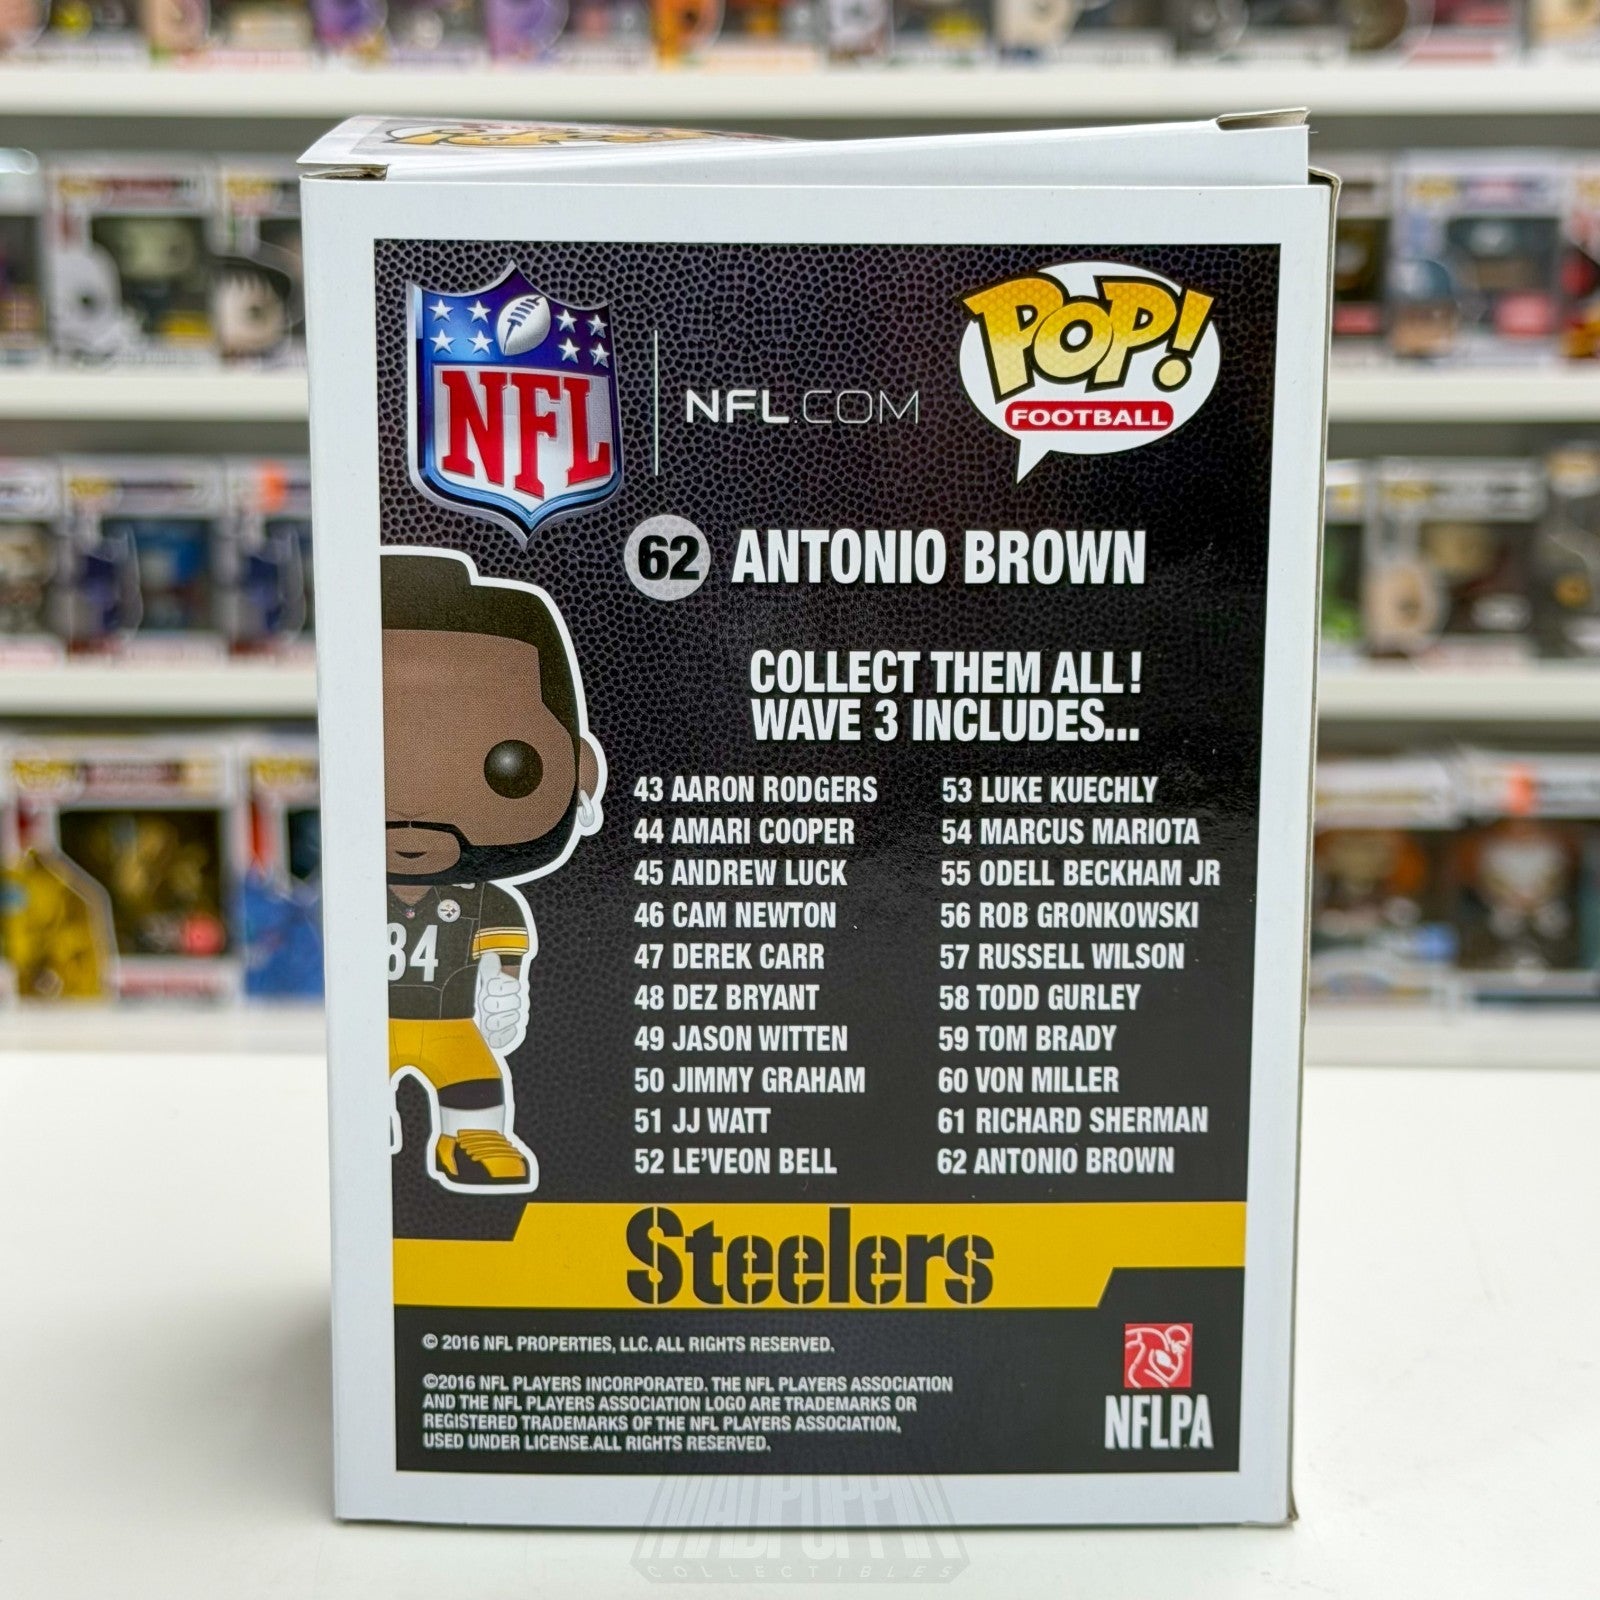 NFL
NFL.COM
POP!
FOOTBALL
62 ANTONIO BROWN
COLLECT THEM ALL!
WAVE 3 INCLUDES...
43 AARON RODGERS
44 AMARI COOPER
45 ANDREW LUCK
46 CAM NEWTON
47 DEREK CARR
48 DEZ BRYANT
49 JASON WITTEN
50 JIMMY GRAHAM
51 JJ WATT
52 LE'VEON BELL
53 LUKE KUECHLY
54 MARCUS MARIOTA
55 ODELL BECKHAM JR
56 ROB GRONKOWSKI
57 RUSSELL WILSON
58 TODD GURLEY
59 TOM BRADY
60 VON MILLER
61 RICHARD SHERMAN
62 ANTONIO BROWN
84
Steelers
© 2016 NFL PROPERTIES, LLC. ALL RIGHTS RESERVED.
©2016 NFL PLAYERS INCORPORATED. THE NFL PLAYERS ASSOCIATION
AND THE NFL PLAYERS ASSOCIATION LOGO ARE TRADEMARKS OR
REGISTERED TRADEMARKS OF THE NFL PLAYERS ASSOCIATION,
USED UNDER LICENSE.ALL RIGHTS RESERVED.
NFLPA
COLLECTIBLES